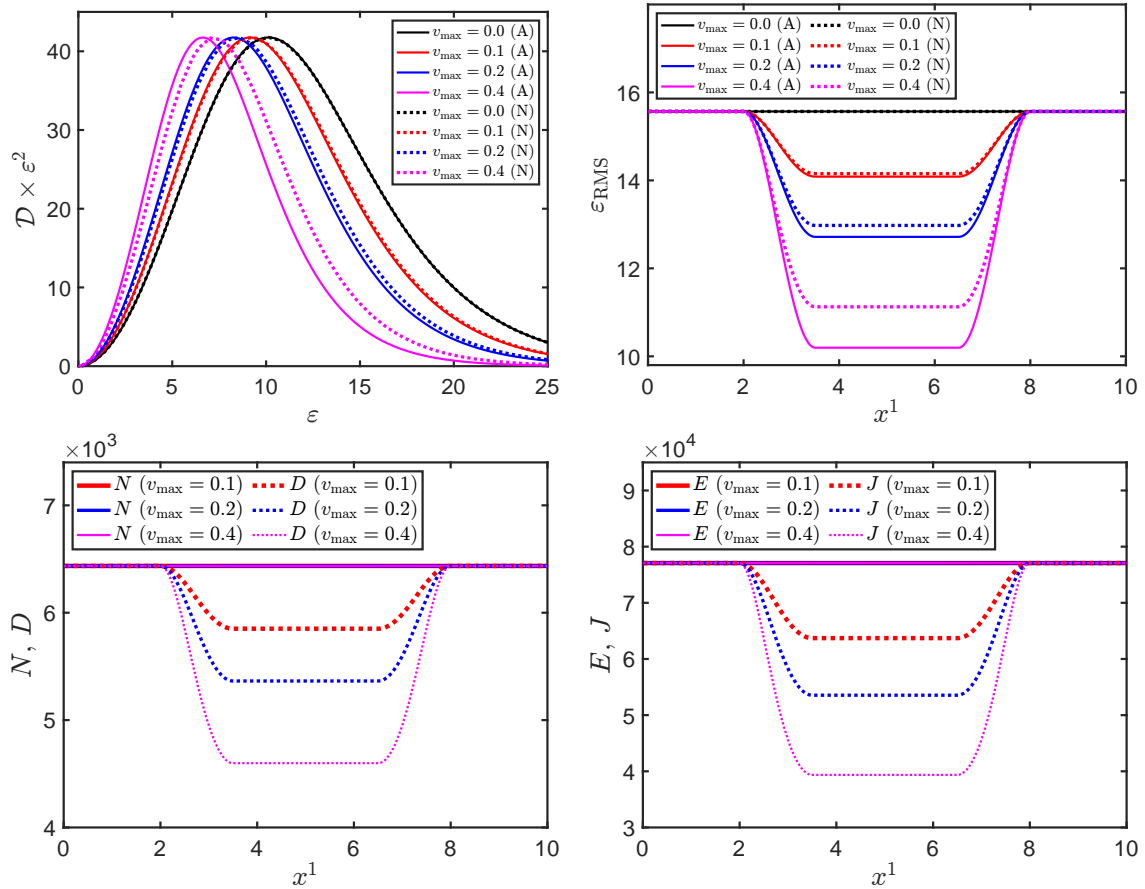 40
30
20
10
0
0 5 10 15 20 25
𝒟 × ε²
ε
v_max = 0.0 (A)
v_max = 0.1 (A)
v_max = 0.2 (A)
v_max = 0.4 (A)
v_max = 0.0 (N)
v_max = 0.1 (N)
v_max = 0.2 (N)
v_max = 0.4 (N)
v_max = 0.0 (A) v_max = 0.0 (N)
v_max = 0.1 (A) v_max = 0.1 (N)
v_max = 0.2 (A) v_max = 0.2 (N)
v_max = 0.4 (A) v_max = 0.4 (N)
16
14
12
10
0 2 4 6 8 10
ε_RMS
x¹
×10³
N (v_max = 0.1) D (v_max = 0.1)
N (v_max = 0.2) D (v_max = 0.2)
N (v_max = 0.4) D (v_max = 0.4)
7
6
5
4
0 2 4 6 8 10
N, D
x¹
×10⁴
E (v_max = 0.1) J (v_max = 0.1)
E (v_max = 0.2) J (v_max = 0.2)
E (v_max = 0.4) J (v_max = 0.4)
9
8
7
6
5
4
3
0 2 4 6 8 10
E, J
x¹